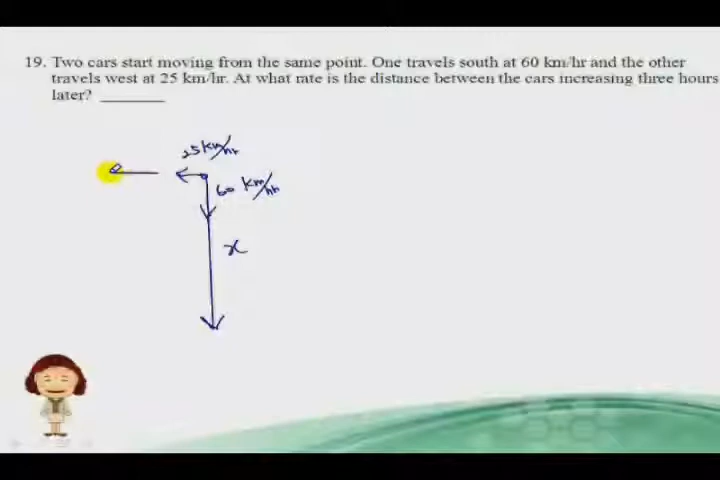 19. Two cars start moving from the same point. One travels south at 60 km/hr and the other
travels west at 25 km/hr. At what rate is the distance between the cars increasing three hours
later? ________
25 km/hr
60 km/hr
x